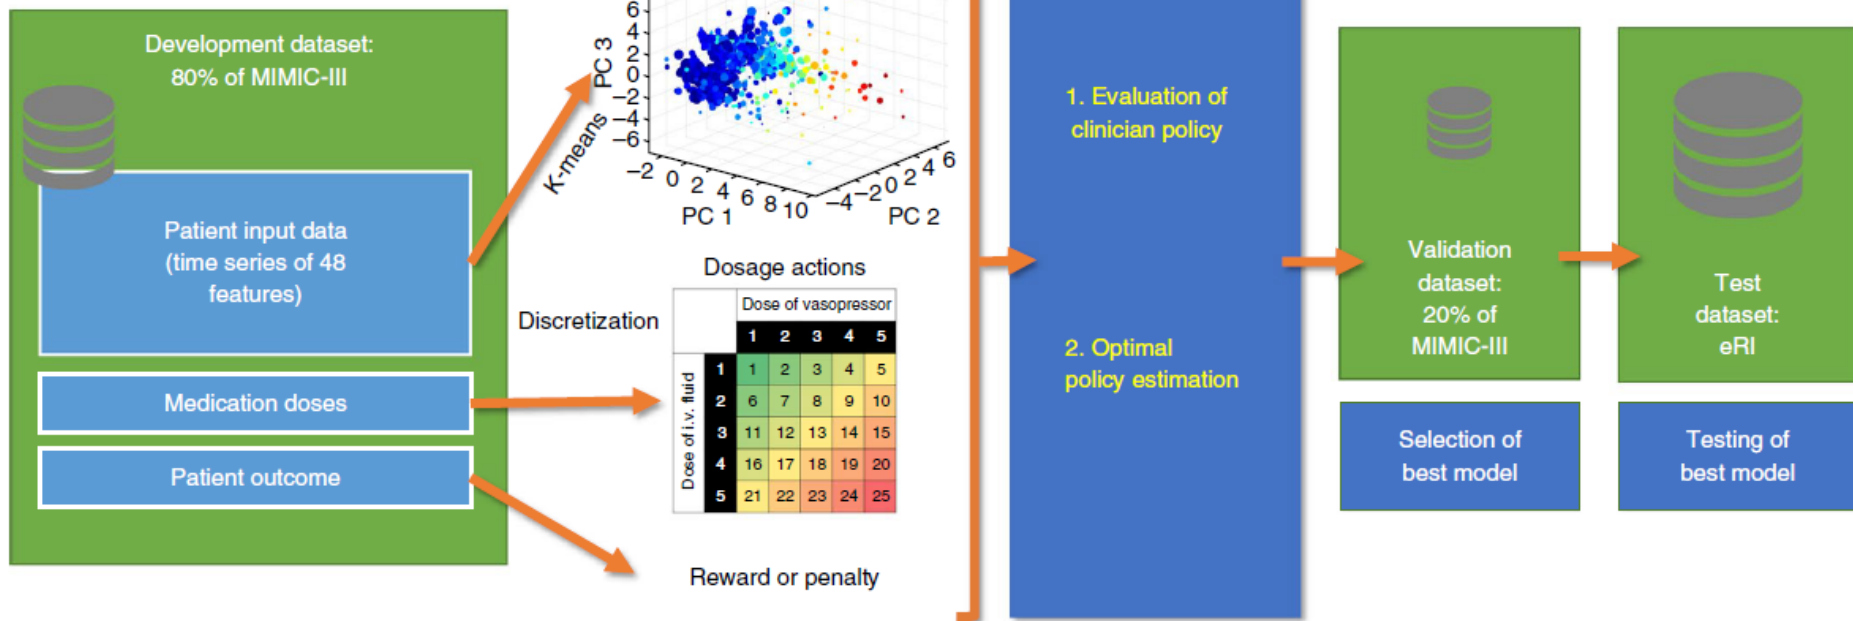 Development dataset:
80% of MIMIC-III
Patient input data
(time series of 48
features)
Medication doses
Patient outcome
K-means
PC 3
6
4
2
0
−2
−4
−6
−2 0 2 4 6 8 10
PC 1
−4 −2 0 2 4 6
PC 2
Discretization
Dosage actions
Dose of vasopressor
1 2 3 4 5
Dose of i.v. fluid
1 1 2 3 4 5
2 6 7 8 9 10
3 11 12 13 14 15
4 16 17 18 19 20
5 21 22 23 24 25
Reward or penalty
1. Evaluation of
clinician policy
2. Optimal
policy estimation
Validation
dataset:
20% of
MIMIC-III
Selection of
best model
Test
dataset:
eRI
Testing of
best model